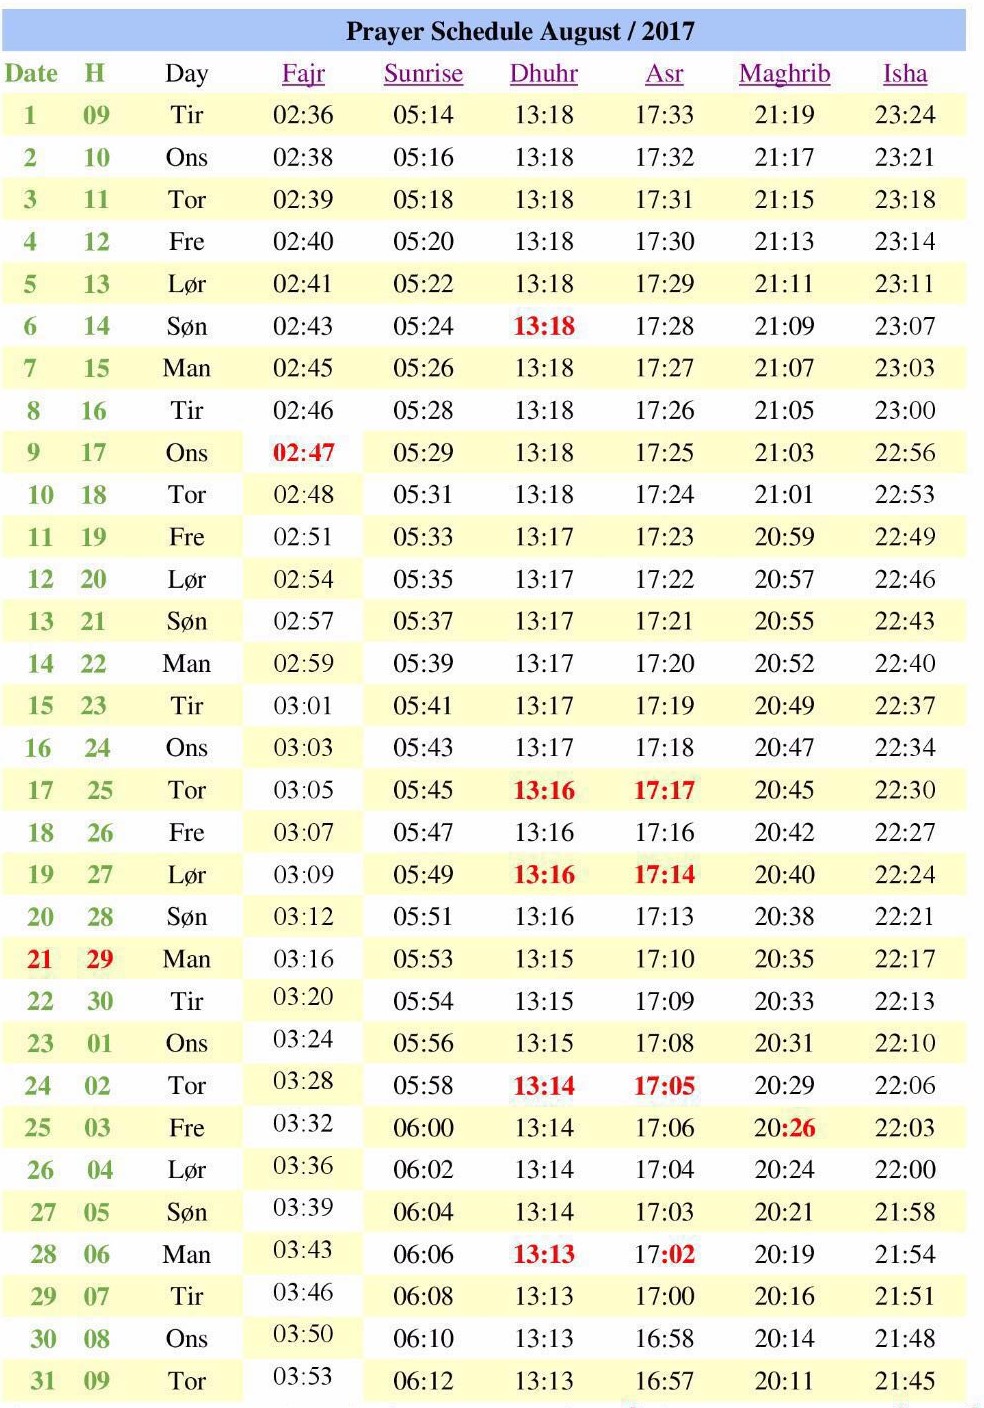 Prayer Schedule August / 2017
Date H Day Fajr Sunrise Dhuhr Asr Maghrib Isha
1 09 Tir 02:36 05:14 13:18 17:33 21:19 23:24
2 10 Ons 02:38 05:16 13:18 17:32 21:17 23:21
3 11 Tor 02:39 05:18 13:18 17:31 21:15 23:18
4 12 Fre 02:40 05:20 13:18 17:30 21:13 23:14
5 13 Lør 02:41 05:22 13:18 17:29 21:11 23:11
6 14 Søn 02:43 05:24 13:18 17:28 21:09 23:07
7 15 Man 02:45 05:26 13:18 17:27 21:07 23:03
8 16 Tir 02:46 05:28 13:18 17:26 21:05 23:00
9 17 Ons 02:47 05:29 13:18 17:25 21:03 22:56
10 18 Tor 02:48 05:31 13:18 17:24 21:01 22:53
11 19 Fre 02:51 05:33 13:17 17:23 20:59 22:49
12 20 Lør 02:54 05:35 13:17 17:22 20:57 22:46
13 21 Søn 02:57 05:37 13:17 17:21 20:55 22:43
14 22 Man 02:59 05:39 13:17 17:20 20:52 22:40
15 23 Tir 03:01 05:41 13:17 17:19 20:49 22:37
16 24 Ons 03:03 05:43 13:17 17:18 20:47 22:34
17 25 Tor 03:05 05:45 13:16 17:17 20:45 22:30
18 26 Fre 03:07 05:47 13:16 17:16 20:42 22:27
19 27 Lør 03:09 05:49 13:16 17:14 20:40 22:24
20 28 Søn 03:12 05:51 13:16 17:13 20:38 22:21
21 29 Man 03:16 05:53 13:15 17:10 20:35 22:17
22 30 Tir 03:20 05:54 13:15 17:09 20:33 22:13
23 01 Ons 03:24 05:56 13:15 17:08 20:31 22:10
24 02 Tor 03:28 05:58 13:14 17:05 20:29 22:06
25 03 Fre 03:32 06:00 13:14 17:06 20:26 22:03
26 04 Lør 03:36 06:02 13:14 17:04 20:24 22:00
27 05 Søn 03:39 06:04 13:14 17:03 20:21 21:58
28 06 Man 03:43 06:06 13:13 17:02 20:19 21:54
29 07 Tir 03:46 06:08 13:13 17:00 20:16 21:51
30 08 Ons 03:50 06:10 13:13 16:58 20:14 21:48
31 09 Tor 03:53 06:12 13:13 16:57 20:11 21:45